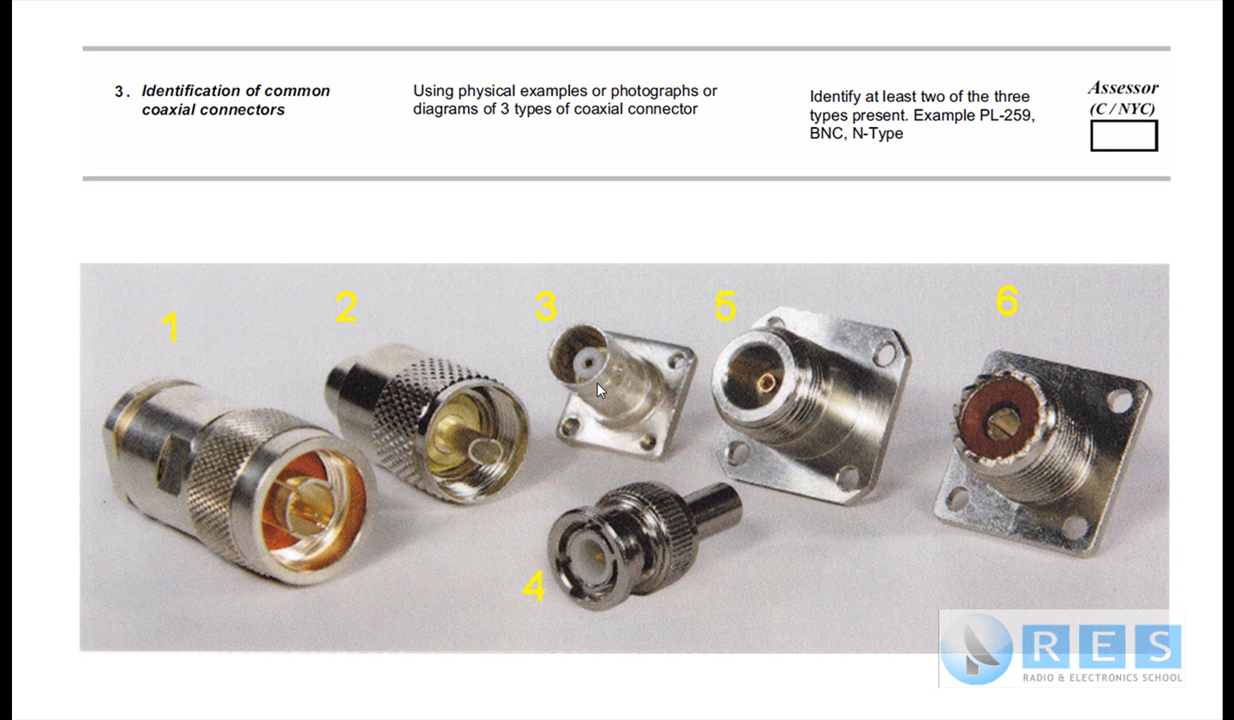 3. Identification of common
coaxial connectors
Using physical examples or photographs or
diagrams of 3 types of coaxial connector
Identify at least two of the three
types present. Example PL-259,
BNC, N-Type
Assessor
(C / NYC)
1
2
3
5
6
4
RES
RADIO & ELECTRONICS SCHOOL